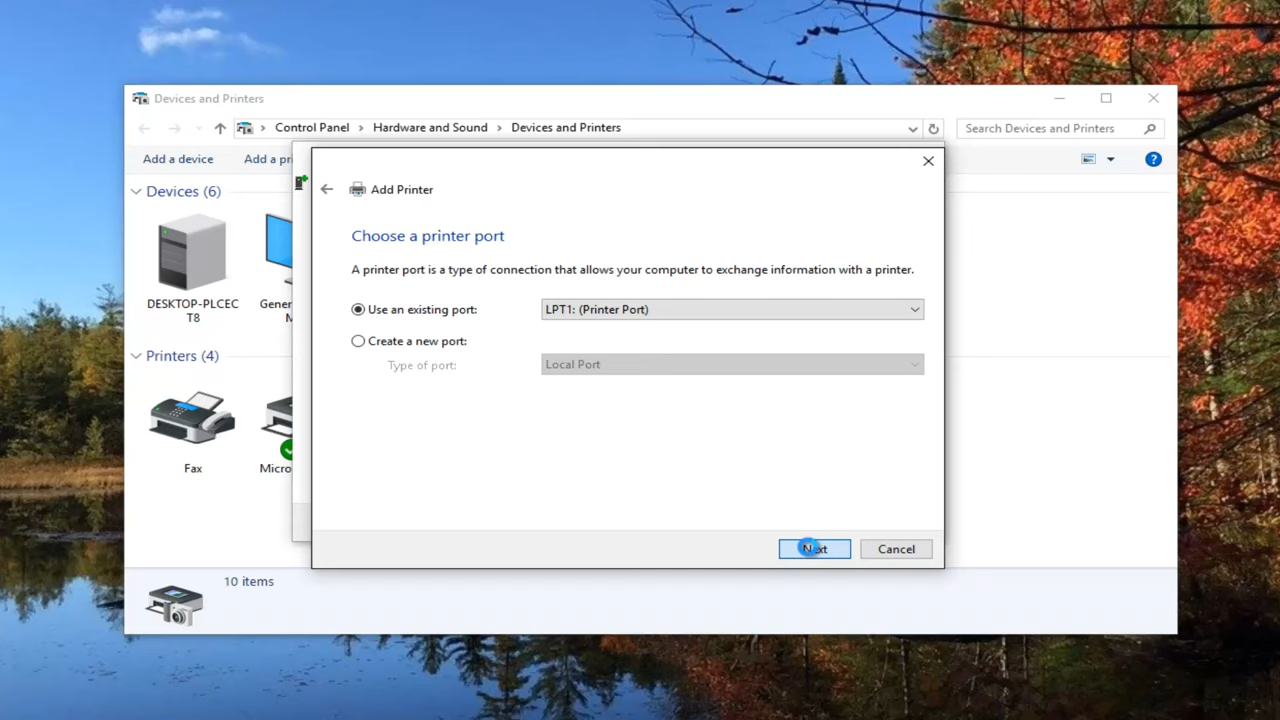 Devices and Printers
Control Panel > Hardware and Sound > Devices and Printers
Search Devices and Printers
Add a device
Add a pr
Devices (6)
DESKTOP-PLCEC
T8
Gener
M
Printers (4)
Fax
Micro
10 items
Add Printer
Choose a printer port
A printer port is a type of connection that allows your computer to exchange information with a printer.
Use an existing port:
LPT1: (Printer Port)
Create a new port:
Type of port:
Local Port
Next
Cancel